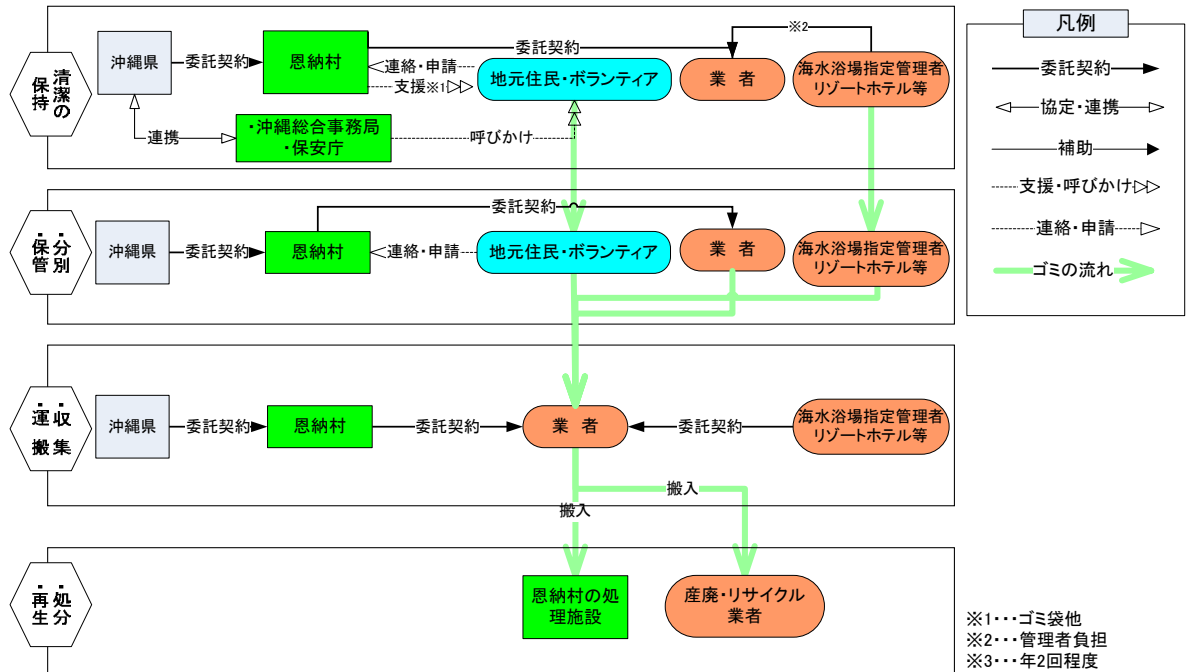 清潔の
保持
沖縄県
委託契約
恩納村
委託契約
連絡・申請
支援※1
地元住民・ボランティア
業 者
※2
海水浴場指定管理者
リゾートホテル等
連携
・沖縄総合事務局
・保安庁
呼びかけ
・分別
・保管
沖縄県
委託契約
恩納村
委託契約
連絡・申請
地元住民・ボランティア
業 者
海水浴場指定管理者
リゾートホテル等
・収集
・運搬
沖縄県
委託契約
恩納村
委託契約
業 者
委託契約
海水浴場指定管理者
リゾートホテル等
搬入
搬入
・処分
・再生
恩納村の処
理施設
産廃・リサイクル
業者
凡例
委託契約
協定・連携
補助
支援・呼びかけ
連絡・申請
ゴミの流れ
※1・・・ゴミ袋他
※2・・・管理者負担
※3・・・年2回程度